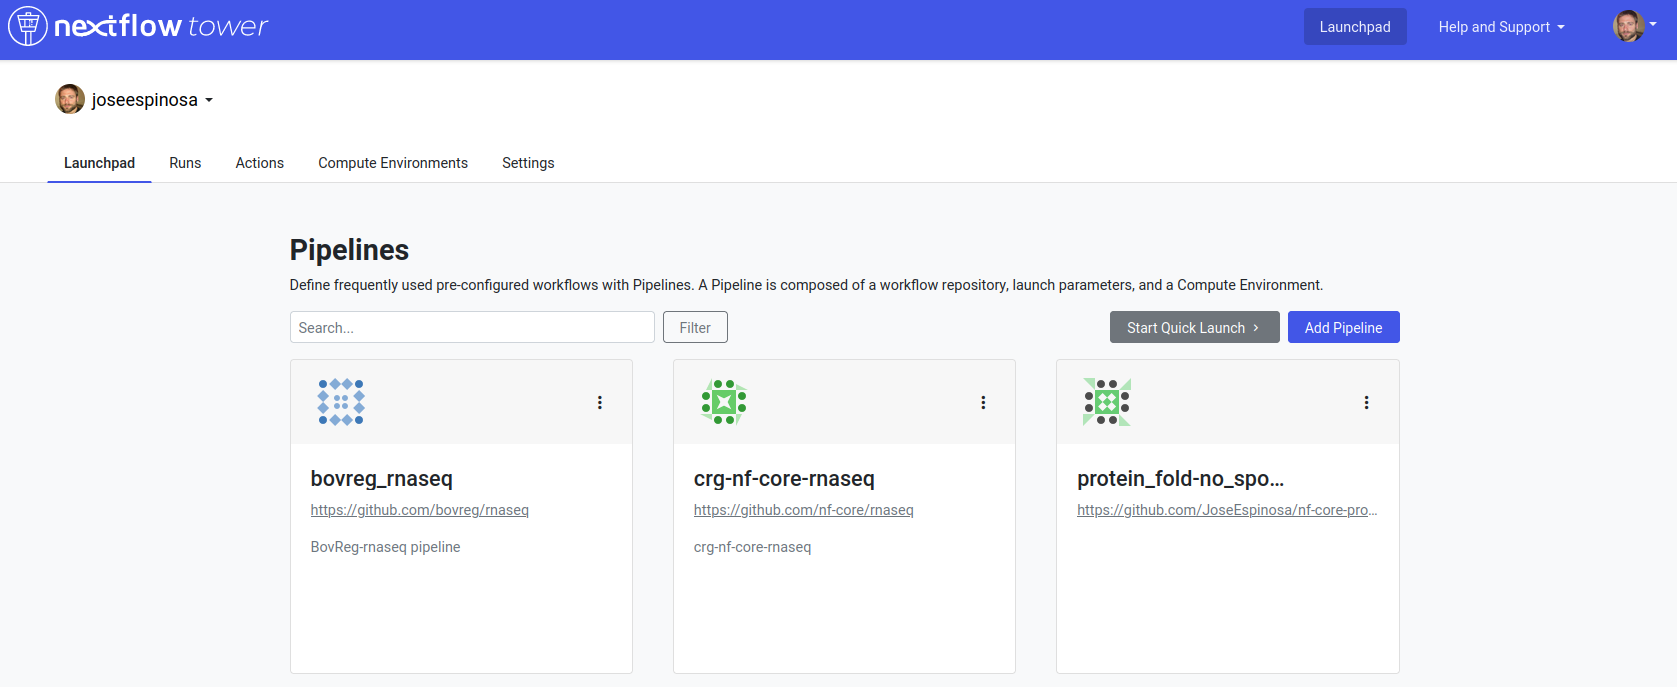 nextflow tower
Launchpad
Help and Support
joseespinosa
Launchpad
Runs
Actions
Compute Environments
Settings
Pipelines
Define frequently used pre-configured workflows with Pipelines. A Pipeline is composed of a workflow repository, launch parameters, and a Compute Environment.
Search...
Filter
Start Quick Launch
Add Pipeline
bovreg_rnaseq
https://github.com/bovreg/rnaseq
BovReg-rnaseq pipeline
crg-nf-core-rnaseq
https://github.com/nf-core/rnaseq
crg-nf-core-rnaseq
protein_fold-no_spo...
https://github.com/JoseEspinosa/nf-core-pro...